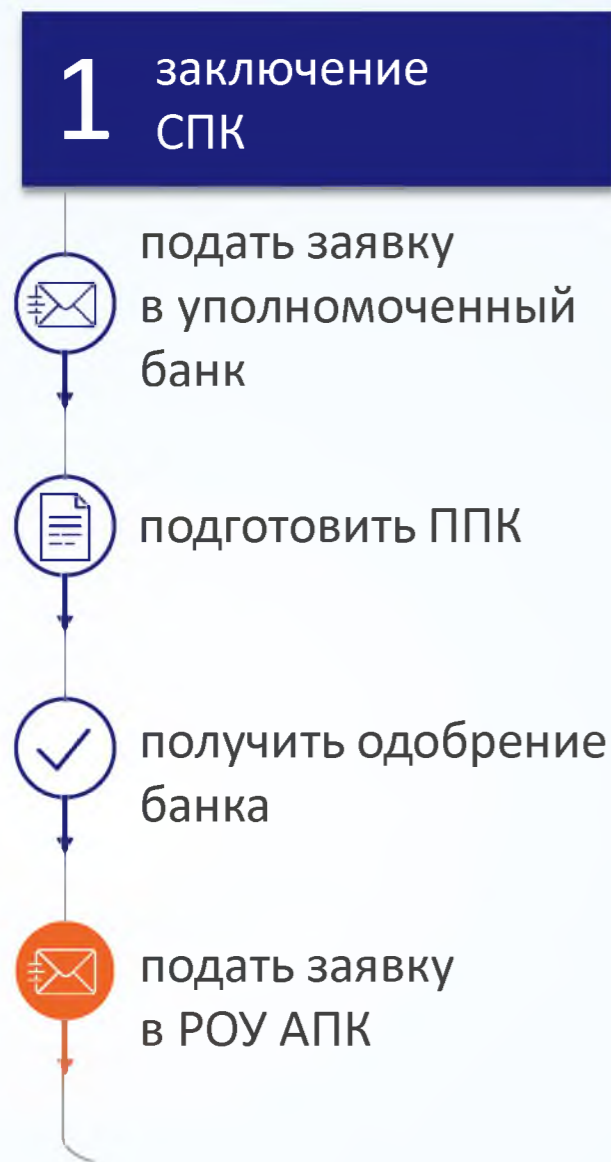 1
заключение
СПК
подать заявку
в уполномоченный
банк
подготовить ППК
получить одобрение
банка
подать заявку
в РОУ АПК